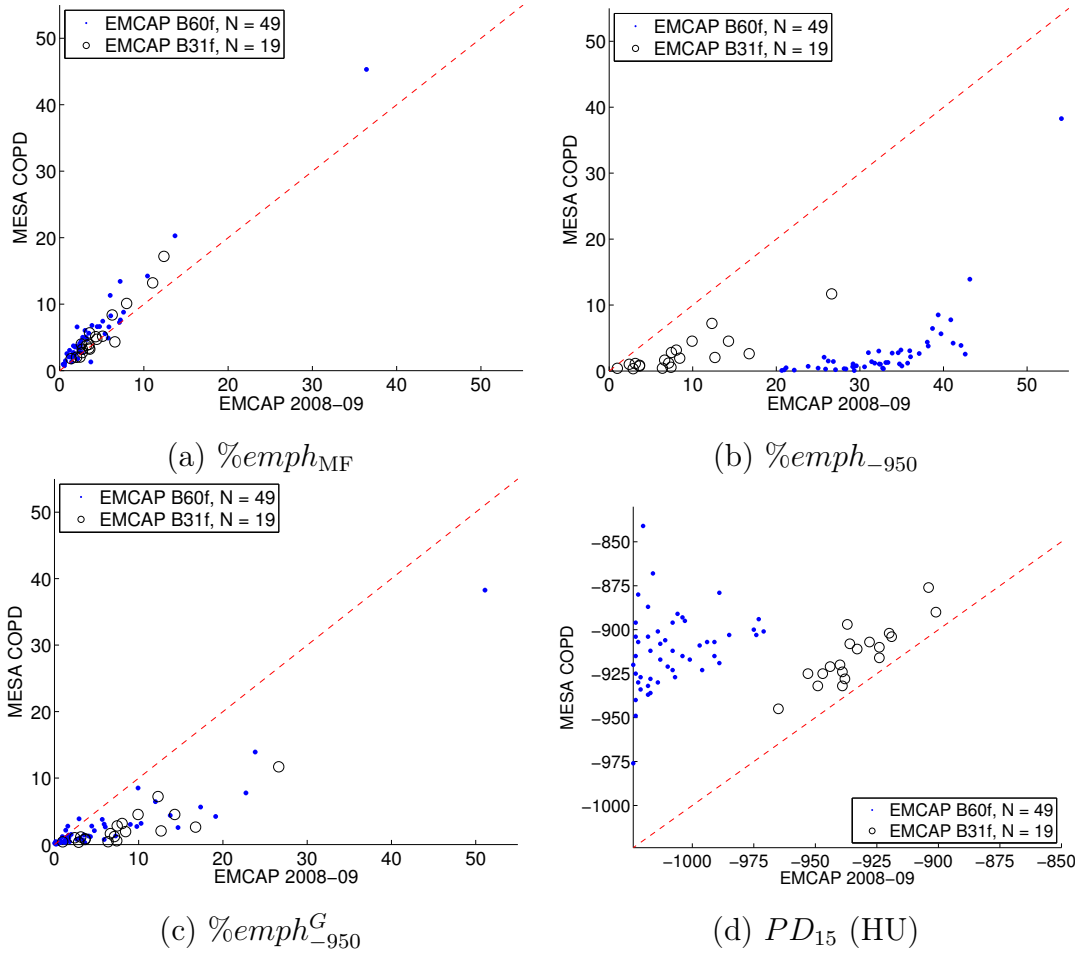 EMCAP B60f, N = 49
EMCAP B31f, N = 19
50
40
30
20
10
0
MESA COPD
0 10 20 30 40 50
EMCAP 2008−09
(a) %emph_MF
EMCAP B60f, N = 49
EMCAP B31f, N = 19
50
40
30
20
10
0
MESA COPD
0 10 20 30 40 50
EMCAP 2008−09
(b) %emph_−950
EMCAP B60f, N = 49
EMCAP B31f, N = 19
50
40
30
20
10
0
MESA COPD
0 10 20 30 40 50
EMCAP 2008−09
(c) %emph^G_−950
−850
−875
−900
−925
−950
−975
−1000
MESA COPD
EMCAP B60f, N = 49
EMCAP B31f, N = 19
−1000 −975 −950 −925 −900 −875 −850
EMCAP 2008−09
(d) PD_15 (HU)